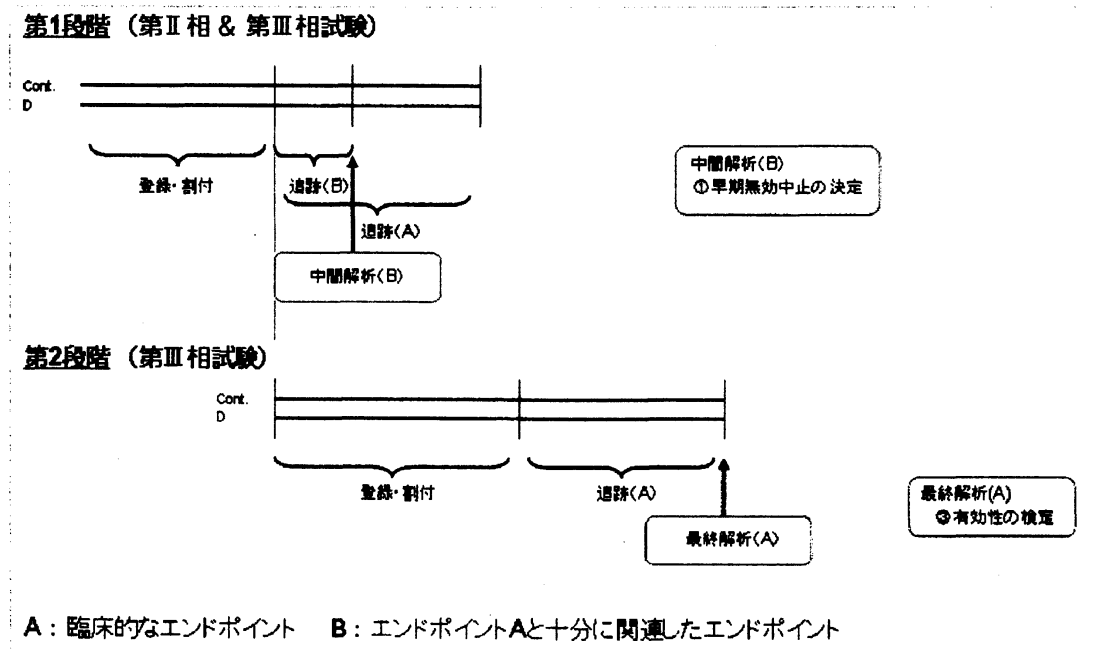 第1段階（第Ⅱ相 & 第Ⅲ相試験）
Cont.
D
登録・割付
追跡(B)
追跡(A)
中間解析(B)
中間解析(B)
①早期無効中止の決定
第2段階（第Ⅲ相試験）
Cont.
D
登録・割付
追跡(A)
最終解析(A)
最終解析(A)
③有効性の検定
A：臨床的なエンドポイント B：エンドポイントAと十分に関連したエンドポイント